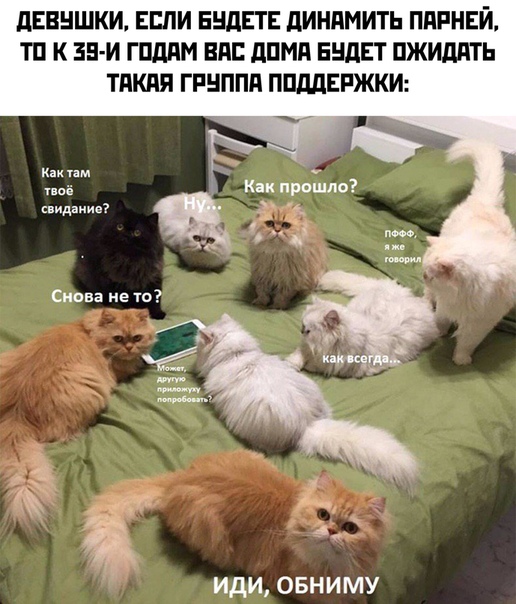 ДЕВУШКИ, ЕСЛИ БУДЕТЕ ДИНАМИТЬ ПАРНЕЙ,
ТО К 39-И ГОДАМ ВАС ДОМА БУДЕТ ОЖИДАТЬ
ТАКАЯ ГРУППА ПОДДЕРЖКИ:
Как там
твоё
свидание?
Ну...
Как прошло?
ПФФФ,
я же
говорил
Снова не то?
как всегда...
Может,
другую
приложуху
попробовать?
ИДИ, ОБНИМУ